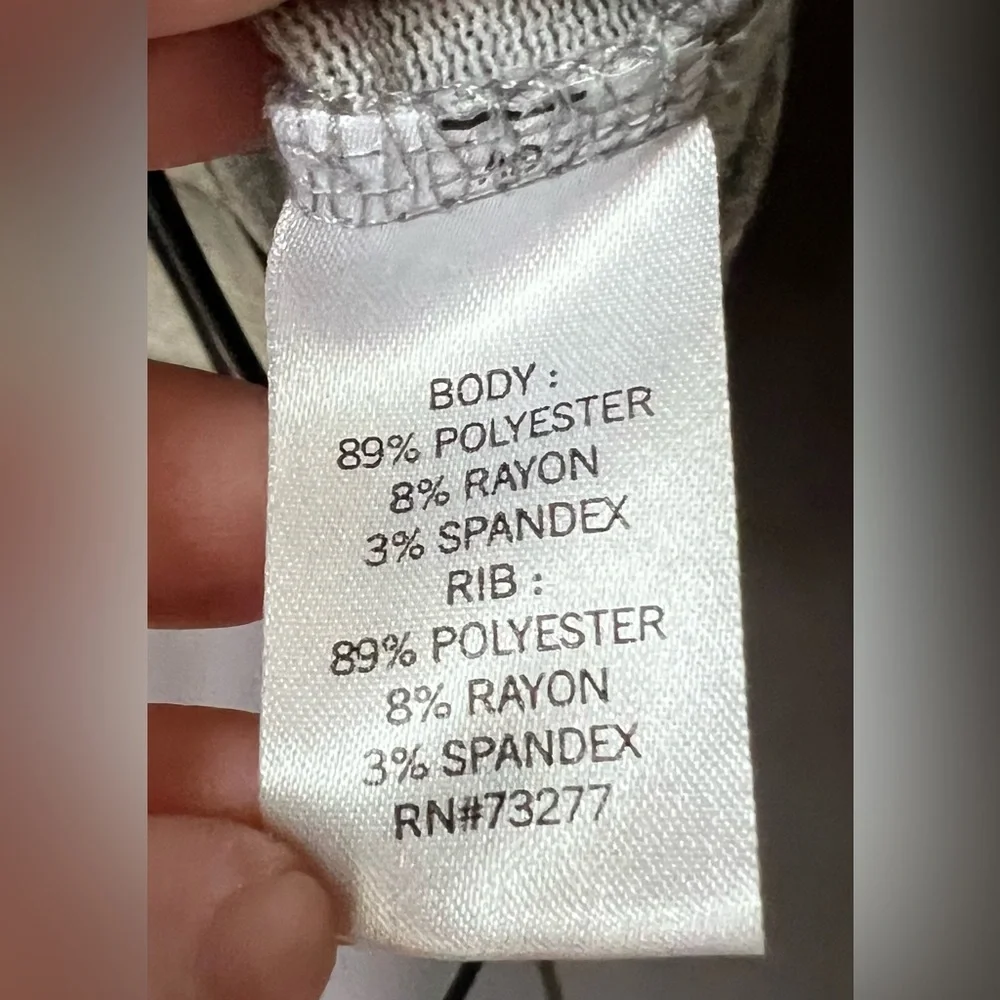 BODY :
89% POLYESTER
8% RAYON
3% SPANDEX
RIB :
89% POLYESTER
8% RAYON
3% SPANDEX
RN#73277